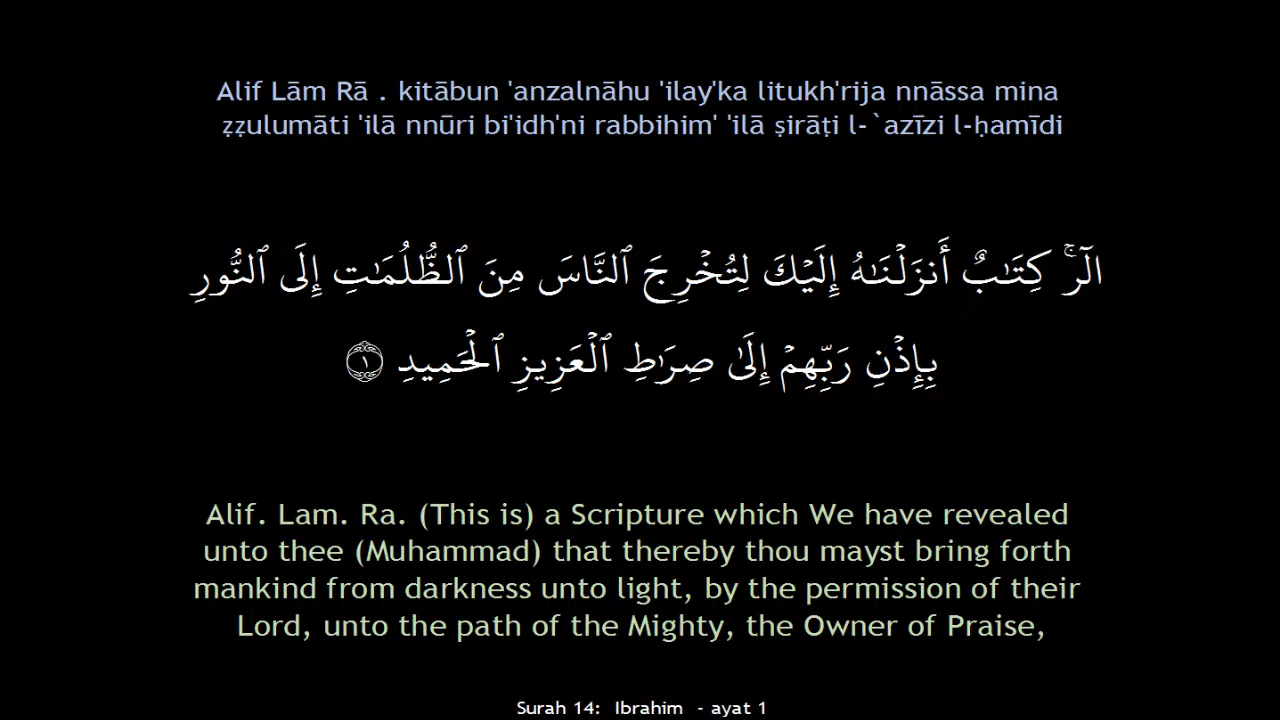 Alif Lām Rā . kitābun 'anzalnāhu 'ilay'ka litukh'rija nnāssa mina
ẓẓulumāti 'ilā nnūri bi'idh'ni rabbihim' 'ilā ṣirāṭi l-`azīzi l-ḥamīdi
الٓرۚ كِتَٰبٌ أَنزَلْنَٰهُ إِلَيْكَ لِتُخْرِجَ ٱلنَّاسَ مِنَ ٱلظُّلُمَٰتِ إِلَى ٱلنُّورِ
بِإِذْنِ رَبِّهِمْ إِلَىٰ صِرَٰطِ ٱلْعَزِيزِ ٱلْحَمِيدِ ١
Alif. Lam. Ra. (This is) a Scripture which We have revealed
unto thee (Muhammad) that thereby thou mayst bring forth
mankind from darkness unto light, by the permission of their
Lord, unto the path of the Mighty, the Owner of Praise,
Surah 14: Ibrahim - ayat 1